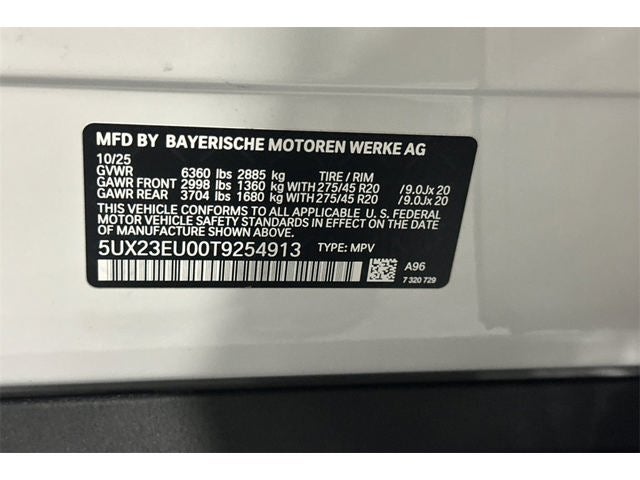 MFD BY BAYERISCHE MOTOREN WERKE AG
10/25
GVWR 6360 lbs 2885 kg TIRE / RIM
GAWR FRONT 2998 lbs 1360 kg WITH 275/45 R20 /9.0Jx 20
GAWR REAR 3704 lbs 1680 kg WITH 275/45 R20 /9.0Jx 20
THIS VEHICLE CONFORMS TO ALL APPLICABLE U. S. FEDERAL
MOTOR VEHICLE SAFETY STANDARDS IN EFFECT ON THE DATE
OF MANUFACTURE SHOWN ABOVE.
5UX23EU00T9254913 TYPE: MPV
A96
7 320 729